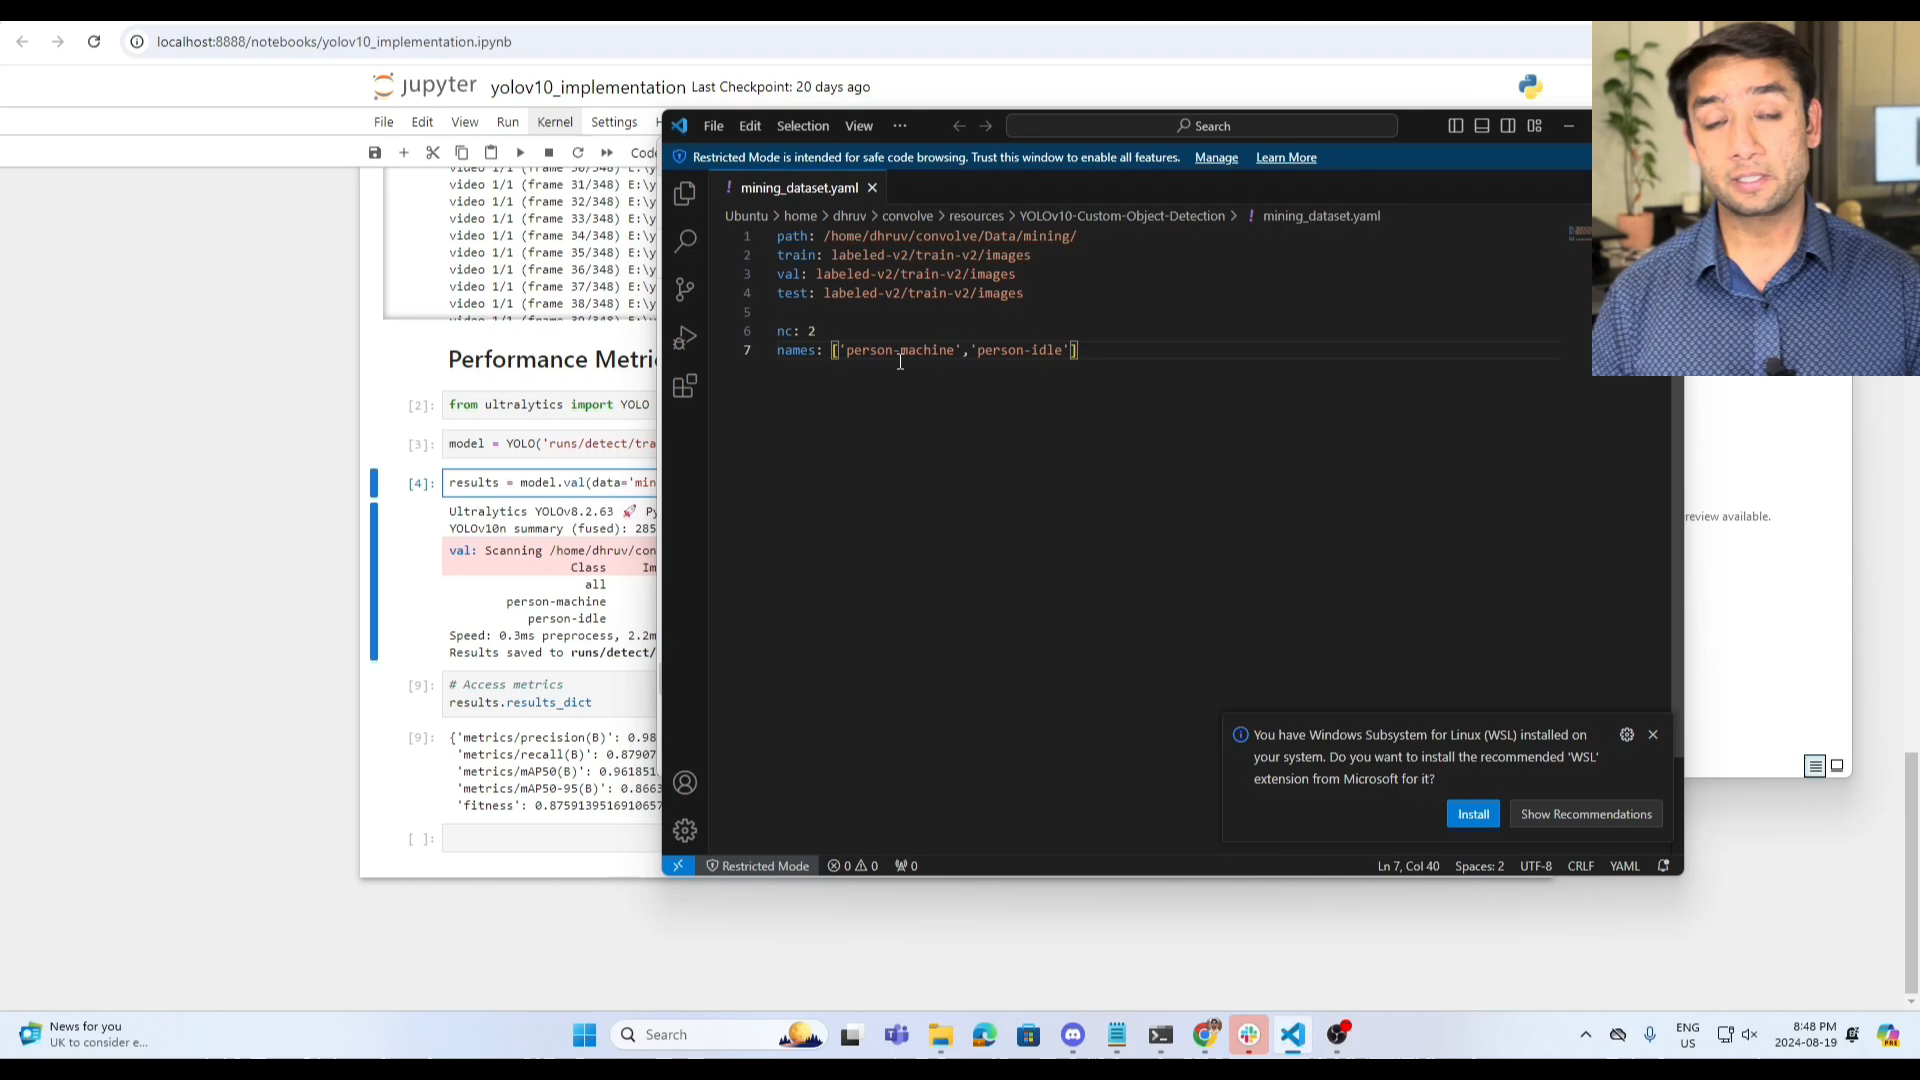 localhost:8888/notebooks/yolov10_implementation.ipynb
jupyter yolov10_implementation Last Checkpoint: 20 days ago
File Edit View Run Kernel Settings
Code
video 1/1 (frame 31/348) E:\y
video 1/1 (frame 32/348) E:\y
video 1/1 (frame 33/348) E:\y
video 1/1 (frame 34/348) E:\y
video 1/1 (frame 35/348) E:\y
video 1/1 (frame 36/348) E:\y
video 1/1 (frame 37/348) E:\y
video 1/1 (frame 38/348) E:\y
Performance Metri
[2]: from ultralytics import YOLO
[3]: model = YOLO('runs/detect/tra
[4]: results = model.val(data='min
Ultralytics YOLOv8.2.63 🚀 Py
YOLOv10n summary (fused): 285
val: Scanning /home/dhruv/con
Class Im
all
person-machine
person-idle
Speed: 0.3ms preprocess, 2.2m
Results saved to runs/detect/
[9]: # Access metrics
results.results_dict
[9]: {'metrics/precision(B)': 0.98
'metrics/recall(B)': 0.87907
'metrics/mAP50(B)': 0.961851
'metrics/mAP50-95(B)': 0.8663
'fitness': 0.8759139516910657
[ ]:
File Edit Selection View ··· Search
Restricted Mode is intended for safe code browsing. Trust this window to enable all features. Manage Learn More
! mining_dataset.yaml
Ubuntu > home > dhruv > convolve > resources > YOLOv10-Custom-Object-Detection > ! mining_dataset.yaml
1 path: /home/dhruv/convolve/Data/mining/
2 train: labeled-v2/train-v2/images
3 val: labeled-v2/train-v2/images
4 test: labeled-v2/train-v2/images
5
6 nc: 2
7 names: ['person-machine','person-idle']
review available.
You have Windows Subsystem for Linux (WSL) installed on
your system. Do you want to install the recommended 'WSL'
extension from Microsoft for it?
Install Show Recommendations
Restricted Mode 0 0 0 Ln 7, Col 40 Spaces: 2 UTF-8 CRLF YAML
News for you
UK to consider e...
Search
ENG
US
8:48 PM
2024-08-19
PRE